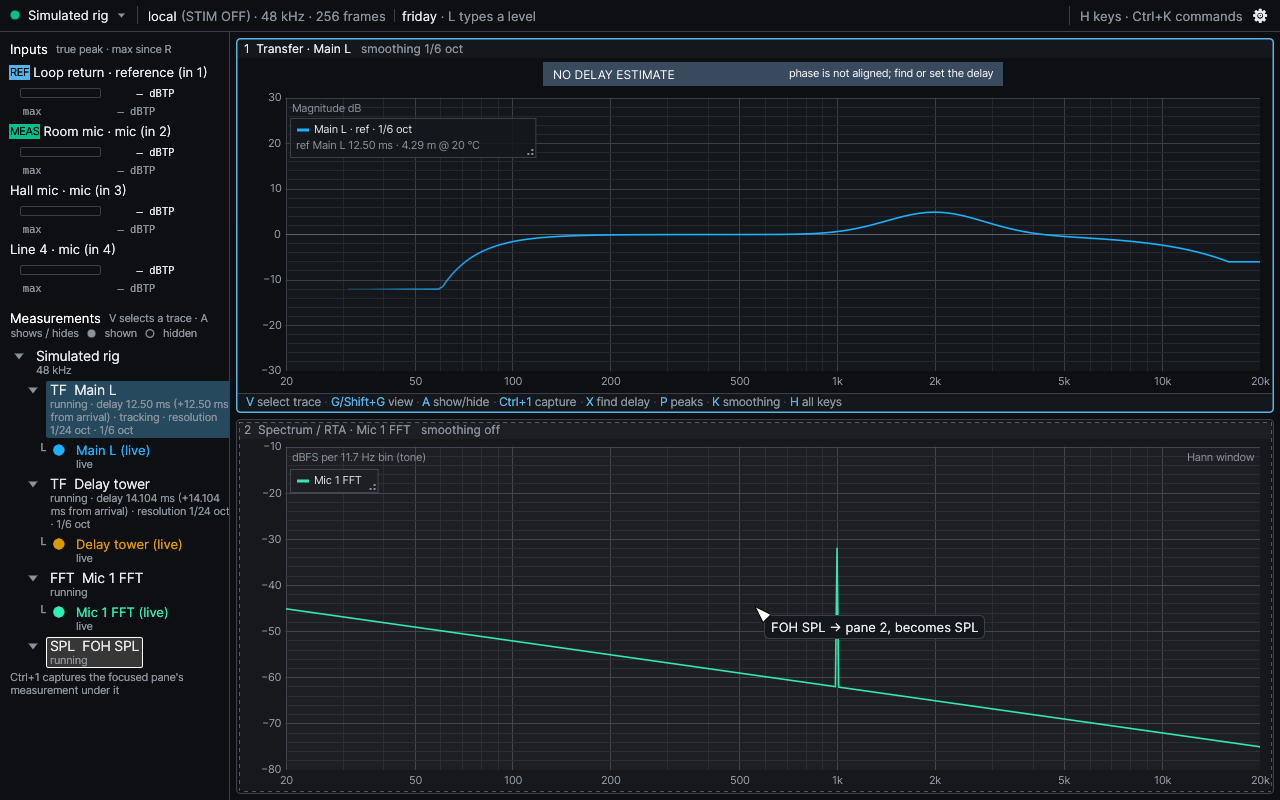 Simulated rig local (STIM OFF) · 48 kHz · 256 frames friday · L types a level H keys · Ctrl+K commands
Inputs true peak · max since R
REF Loop return · reference (in 1)
– dBTP
max – dBTP
MEAS Room mic · mic (in 2)
– dBTP
max – dBTP
Hall mic · mic (in 3)
– dBTP
max – dBTP
Line 4 · mic (in 4)
– dBTP
max – dBTP
Measurements V selects a trace · A
shows / hides shown hidden
Simulated rig
48 kHz
TF Main L
running · delay 12.50 ms (+12.50 ms
from arrival) · tracking · resolution
1/24 oct · 1/6 oct
Main L (live)
live
TF Delay tower
running · delay 14.104 ms (+14.104
ms from arrival) · resolution 1/24 oct
· 1/6 oct
Delay tower (live)
live
FFT Mic 1 FFT
running
Mic 1 FFT (live)
live
SPL FOH SPL
running
Ctrl+1 captures the focused pane's
measurement under it
1 Transfer · Main L smoothing 1/6 oct
NO DELAY ESTIMATE phase is not aligned; find or set the delay
Magnitude dB
Main L · ref · 1/6 oct
ref Main L 12.50 ms · 4.29 m @ 20 °C
30
20
10
0
−10
−20
−30
20 50 100 200 500 1k 2k 5k 10k 20k
V select trace · G/Shift+G view · A show/hide · Ctrl+1 capture · X find delay · P peaks · K smoothing · H all keys
2 Spectrum / RTA · Mic 1 FFT smoothing off
dBFS per 11.7 Hz bin (tone) Hann window
Mic 1 FFT
−10
−20
−30
−40
−50
−60
−70
−80
FOH SPL → pane 2, becomes SPL
20 50 100 200 500 1k 2k 5k 10k 20k